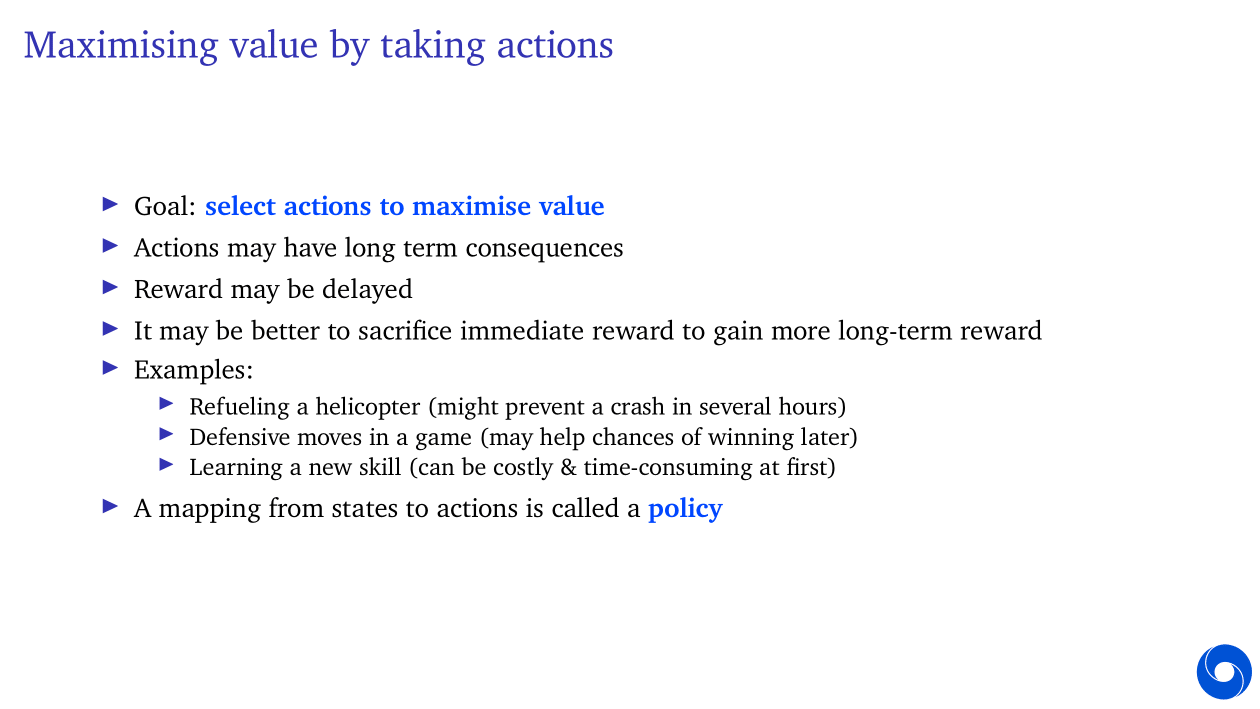 Maximising value by taking actions
▶ Goal: select actions to maximise value
▶ Actions may have long term consequences
▶ Reward may be delayed
▶ It may be better to sacrifice immediate reward to gain more long-term reward
▶ Examples:
▶ Refueling a helicopter (might prevent a crash in several hours)
▶ Defensive moves in a game (may help chances of winning later)
▶ Learning a new skill (can be costly & time-consuming at first)
▶ A mapping from states to actions is called a policy